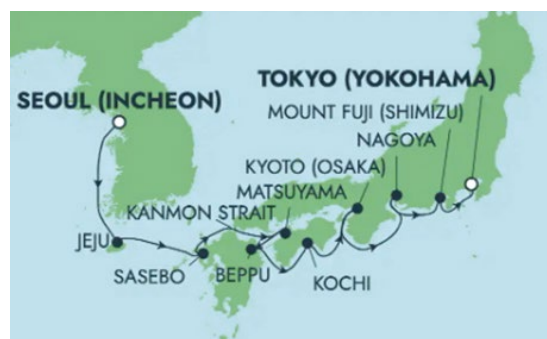 TOKYO (YOKOHAMA)
SEOUL (INCHEON)
MOUNT FUJI (SHIMIZU)
NAGOYA
KYOTO (OSAKA)
MATSUYAMA
KANMON STRAIT
JEJU
SASEBO
BEPPU
KOCHI